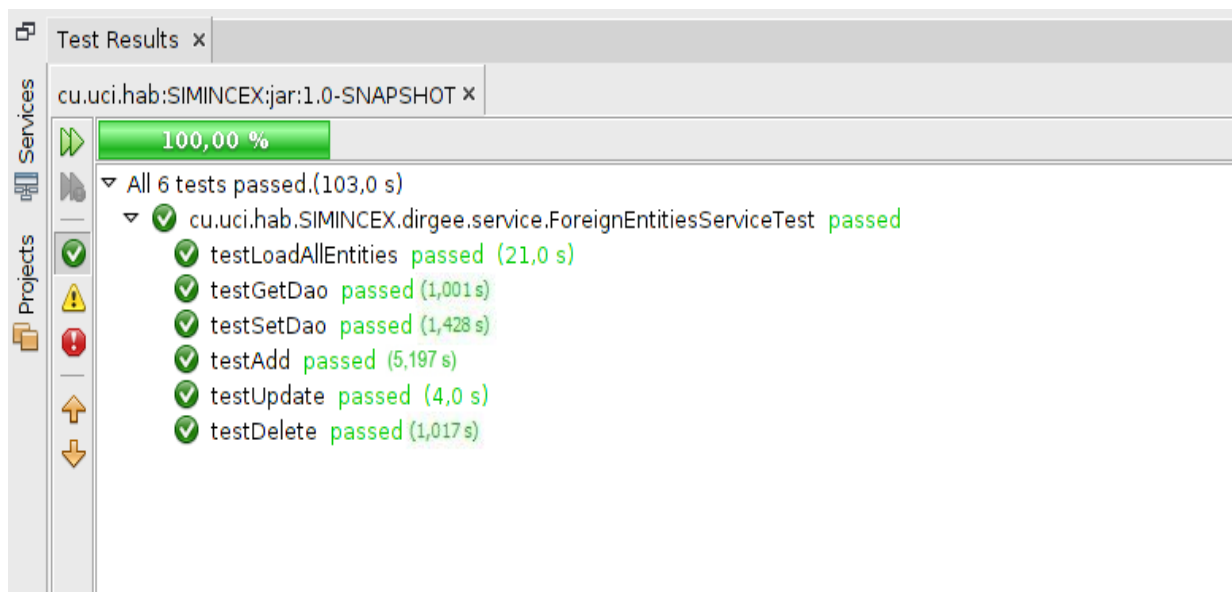 Test Results ×
cu.uci.hab:SIMINCEX:jar:1.0-SNAPSHOT ×
Services
Projects
100,00 %
All 6 tests passed.(103,0 s)
cu.uci.hab.SIMINCEX.dirgee.service.ForeignEntitiesServiceTest passed
testLoadAllEntities passed (21,0 s)
testGetDao passed (1,001 s)
testSetDao passed (1,428 s)
testAdd passed (5,197 s)
testUpdate passed (4,0 s)
testDelete passed (1,017 s)